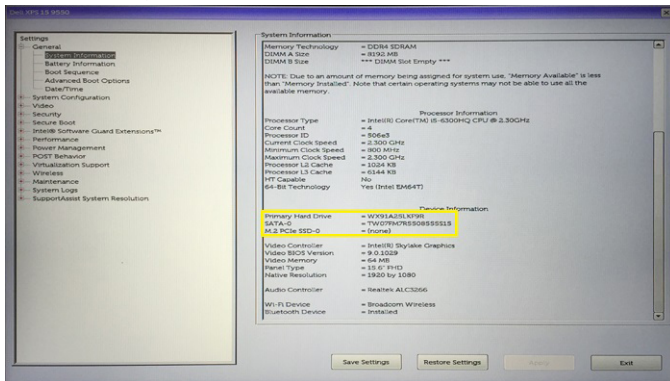 Dell XPS 15 9550
Settings
General
System Information
Battery Information
Boot Sequence
Advanced Boot Options
Date/Time
System Configuration
Video
Security
Secure Boot
Intel® Software Guard Extensions™
Performance
Power Management
POST Behavior
Virtualization Support
Wireless
Maintenance
System Logs
SupportAssist System Resolution
System Information
Memory Technology = DDR4 SDRAM
DIMM A Size = 8192 MB
DIMM B Size *** DIMM Slot Empty ***
NOTE: Due to an amount of memory being assigned for system use, "Memory Available" is less
than "Memory Installed". Note that certain operating systems may not be able to use all the
available memory.
Processor Information
Processor Type = Intel(R) Core(TM) i5-6300HQ CPU @ 2.30GHz
Core Count = 4
Processor ID = 506e3
Current Clock Speed = 2.300 GHz
Minimum Clock Speed = 800 MHz
Maximum Clock Speed = 2.300 GHz
Processor L2 Cache = 1024 KB
Processor L3 Cache = 6144 KB
HT Capable No
64-Bit Technology Yes (Intel EM64T)
Device Information
Primary Hard Drive
SATA-0
M.2 PCIe SSD-0 = (none)
Video Controller = Intel(R) Skylake Graphics
Video BIOS Version = 9.0.1029
Video Memory = 64 MB
Panel Type = 15.6" FHD
Native Resolution = 1920 by 1080
Audio Controller = Realtek ALC3266
Wi-Fi Device = Broadcom Wireless
Bluetooth Device = Installed
Save Settings Restore Settings Apply Exit